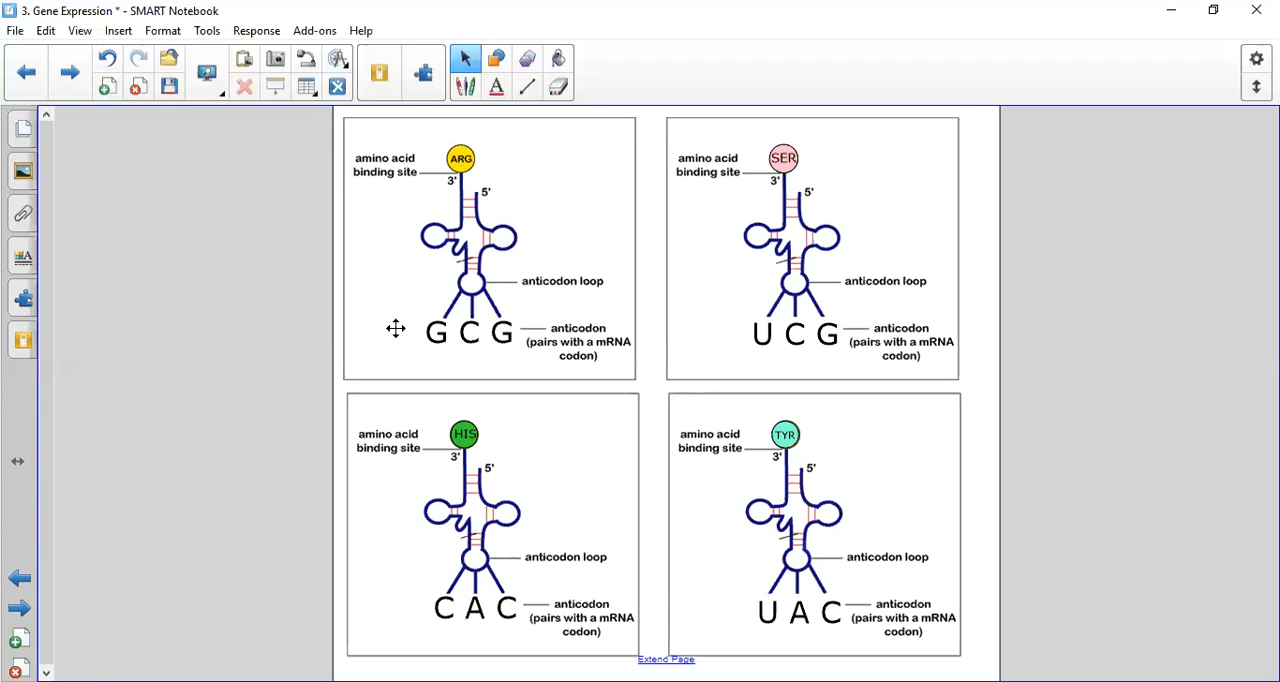 3. Gene Expression * - SMART Notebook
File Edit View Insert Format Tools Response Add-ons Help
amino acid
binding site
ARG
3'
5'
anticodon loop
G C G
anticodon
(pairs with a mRNA
codon)
amino acid
binding site
SER
3'
5'
anticodon loop
U C G
anticodon
(pairs with a mRNA
codon)
amino acid
binding site
HIS
3'
5'
anticodon loop
C A C
anticodon
(pairs with a mRNA
codon)
amino acid
binding site
TYR
3'
5'
anticodon loop
U A C
anticodon
(pairs with a mRNA
codon)
Extend Page